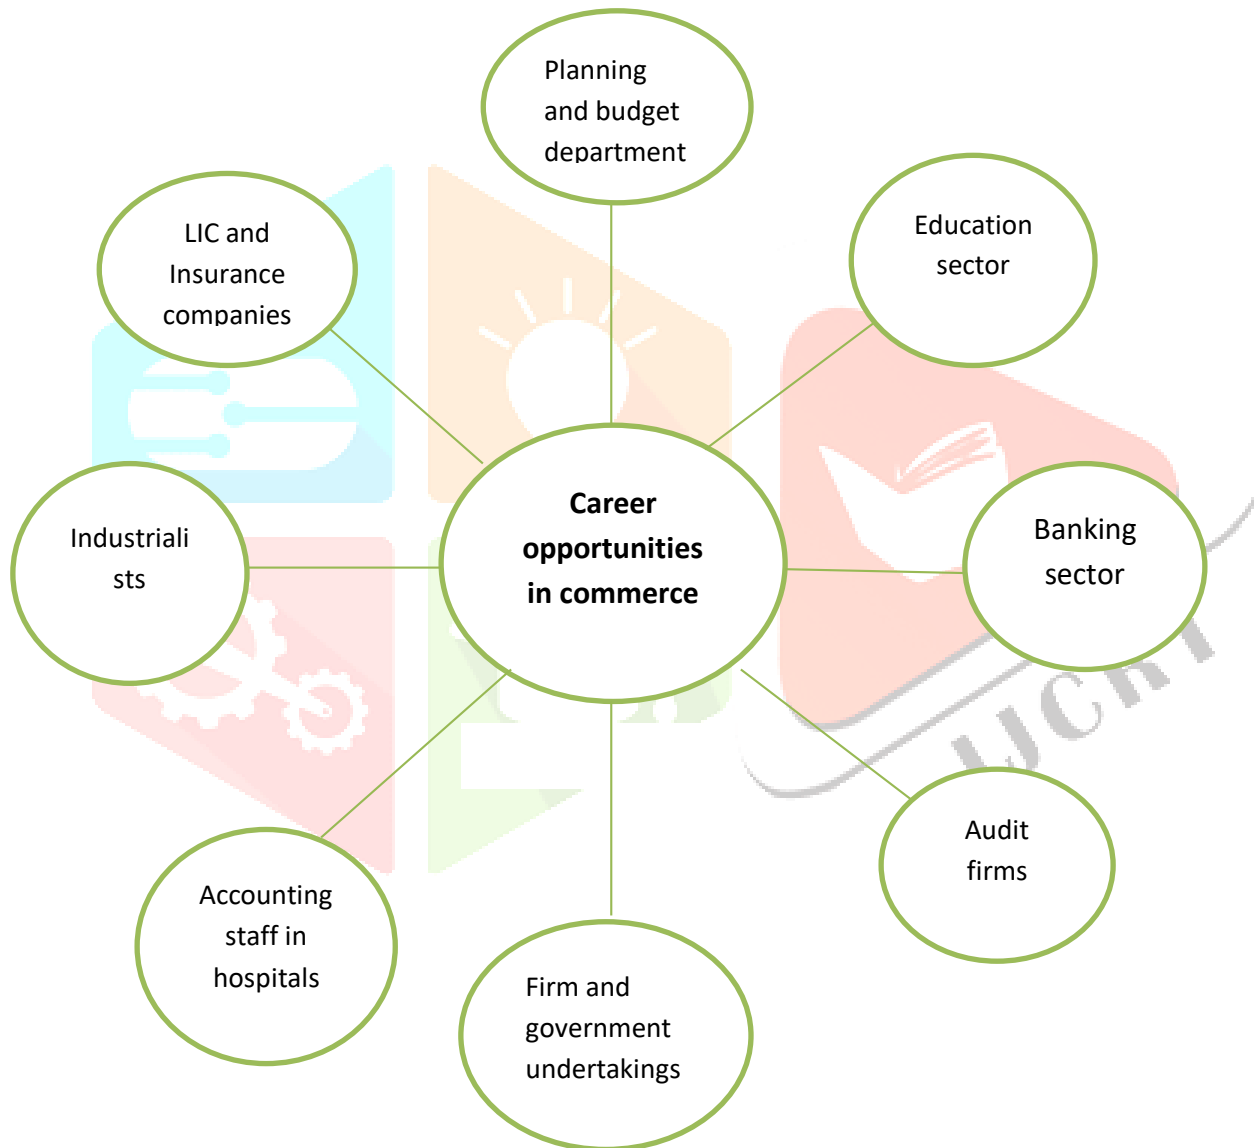 Planning
and budget
department
Education
sector
LIC and
Insurance
companies
Career
opportunities
in commerce
Industriali
sts
Banking
sector
IJCRT
Audit
firms
Accounting
staff in
hospitals
Firm and
government
undertakings